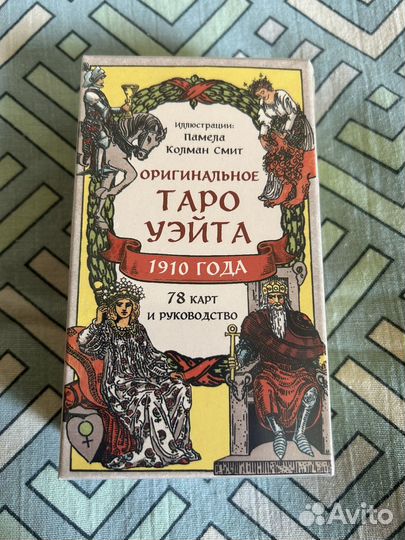 иллюстрации:
Памела
Колман Смит
ОРИГИНАЛЬНОЕ
ТАРО
УЭЙТА
1910 ГОДА
78 карт
и руководство
Avito